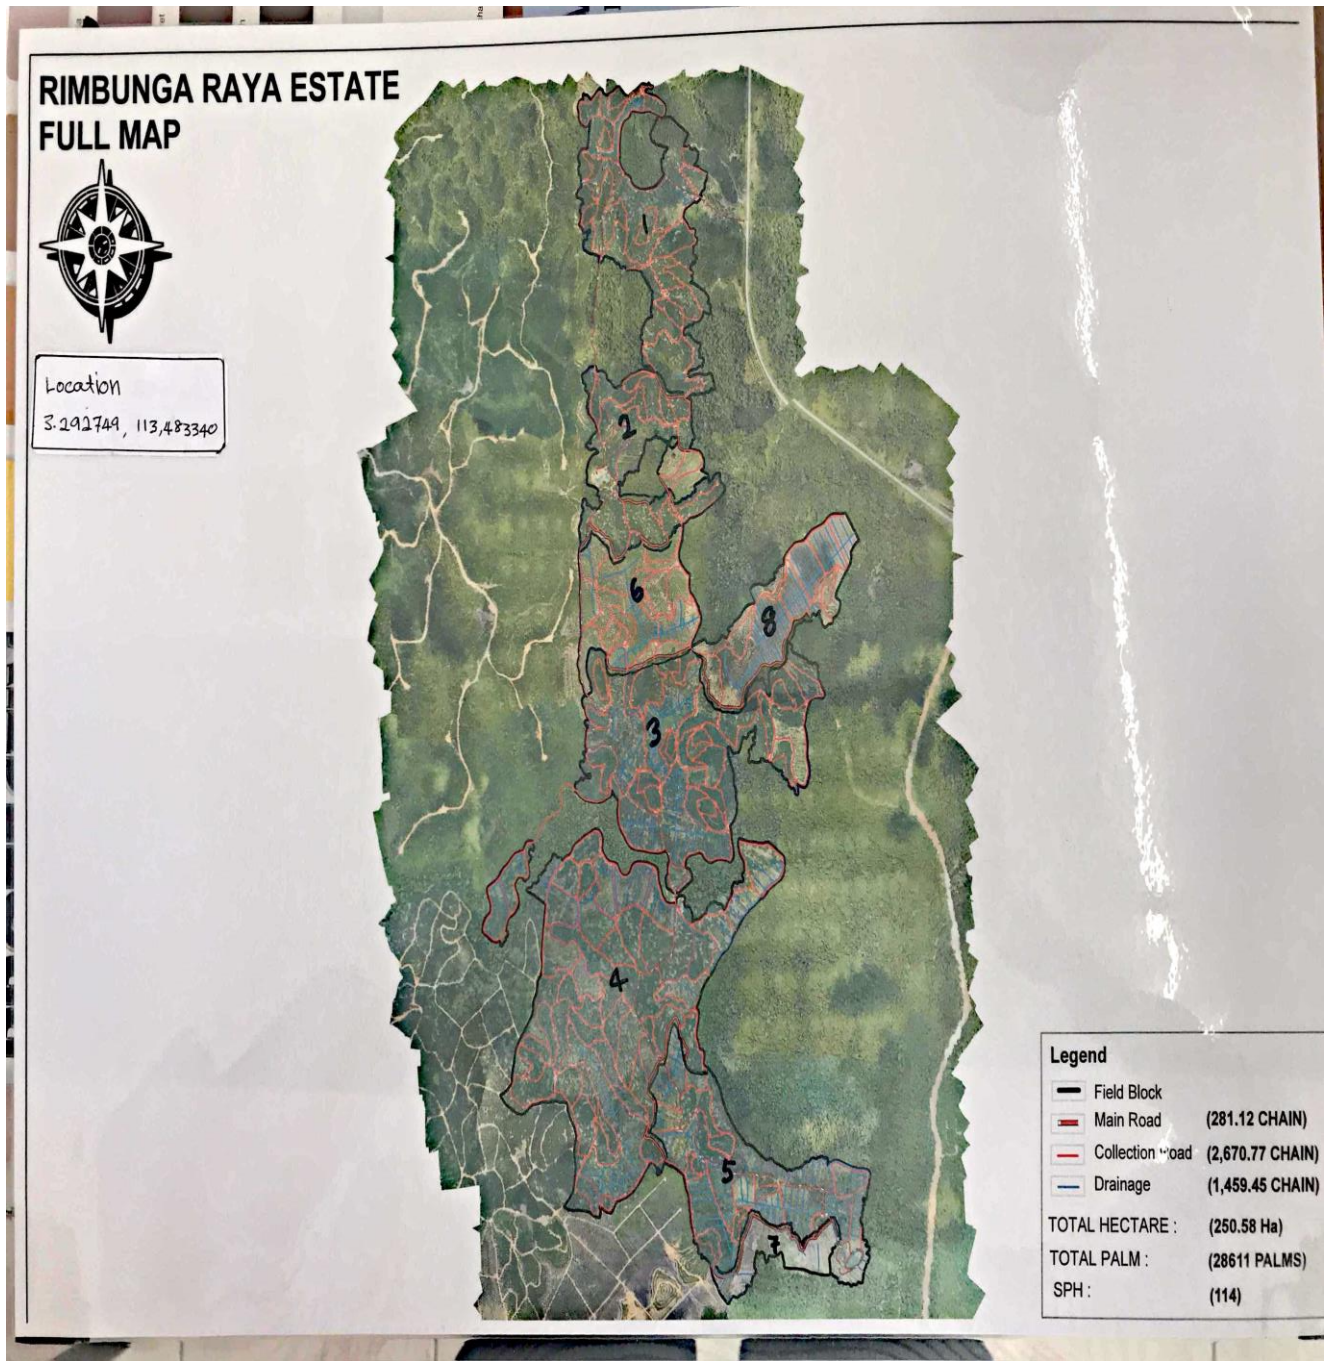 RIMBUNGA RAYA ESTATE
FULL MAP
Location
3.292749, 113,483340
1
2
6
8
3
4
5
7
Legend
Field Block
Main Road (281.12 CHAIN)
Collection Road (2,670.77 CHAIN)
Drainage (1,459.45 CHAIN)
TOTAL HECTARE : (250.58 Ha)
TOTAL PALM : (28611 PALMS)
SPH : (114)